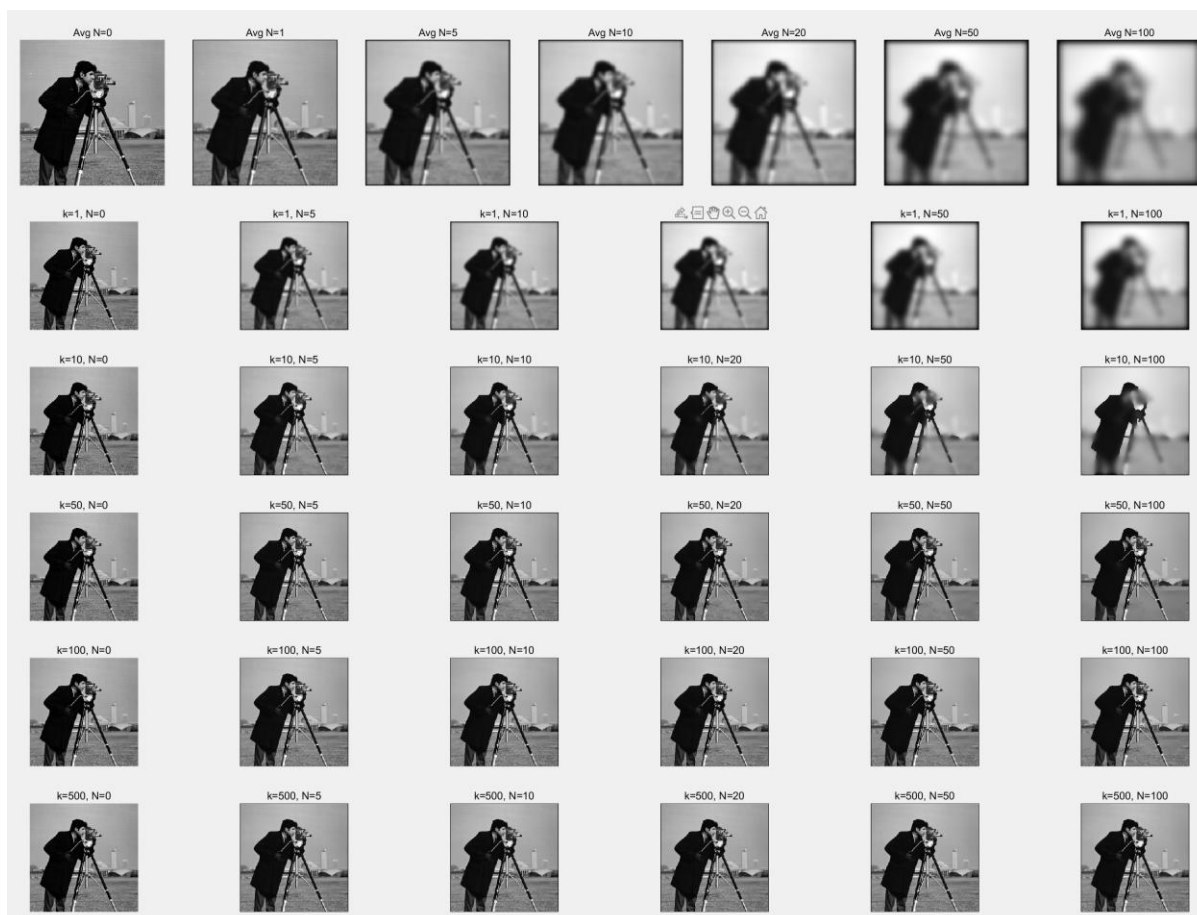 Avg N=0 Avg N=1 Avg N=5 Avg N=10 Avg N=20 Avg N=50 Avg N=100
k=1, N=0 k=1, N=5 k=1, N=10 k=1, N=50 k=1, N=100
k=10, N=0 k=10, N=5 k=10, N=10 k=10, N=20 k=10, N=50 k=10, N=100
k=50, N=0 k=50, N=5 k=50, N=10 k=50, N=20 k=50, N=50 k=50, N=100
k=100, N=0 k=100, N=5 k=100, N=10 k=100, N=20 k=100, N=50 k=100, N=100
k=500, N=0 k=500, N=5 k=500, N=10 k=500, N=20 k=500, N=50 k=500, N=100